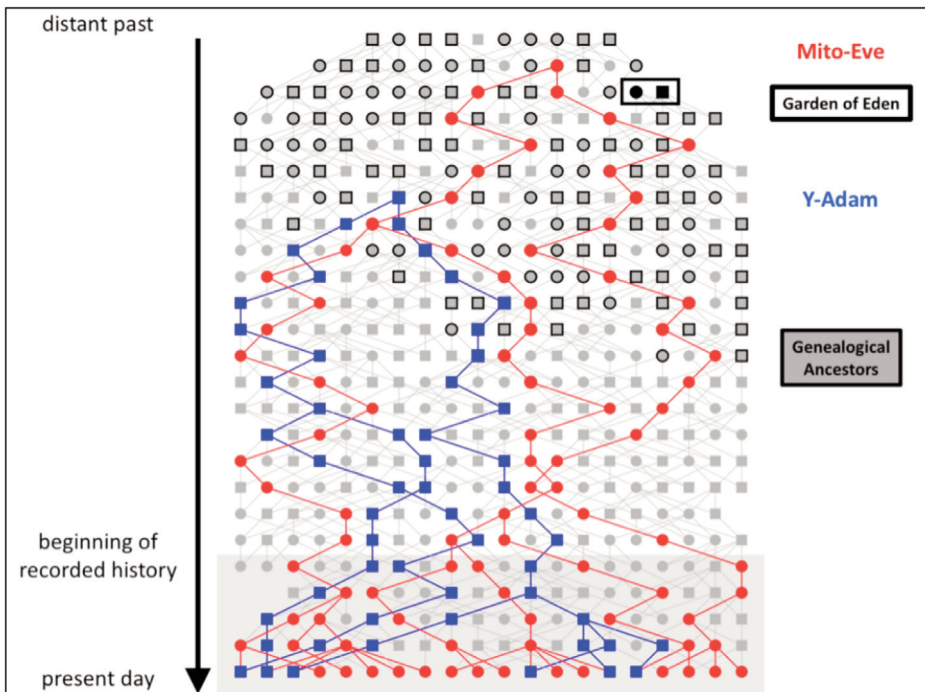 distant past
Mito-Eve
Garden of Eden
Y-Adam
Genealogical
Ancestors
beginning of
recorded history
present day